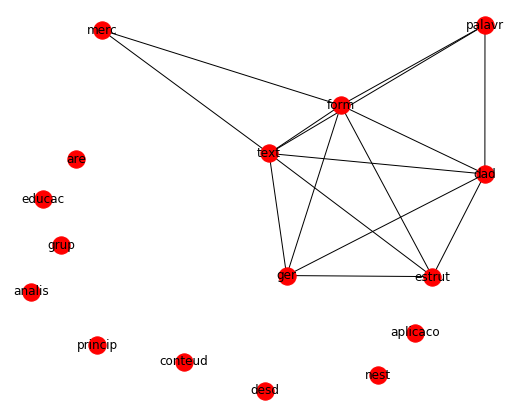 palavr
merc
form
text
are
dad
educac
grup
ger
estrut
analis
aplicaco
princip
conteud
nest
desd